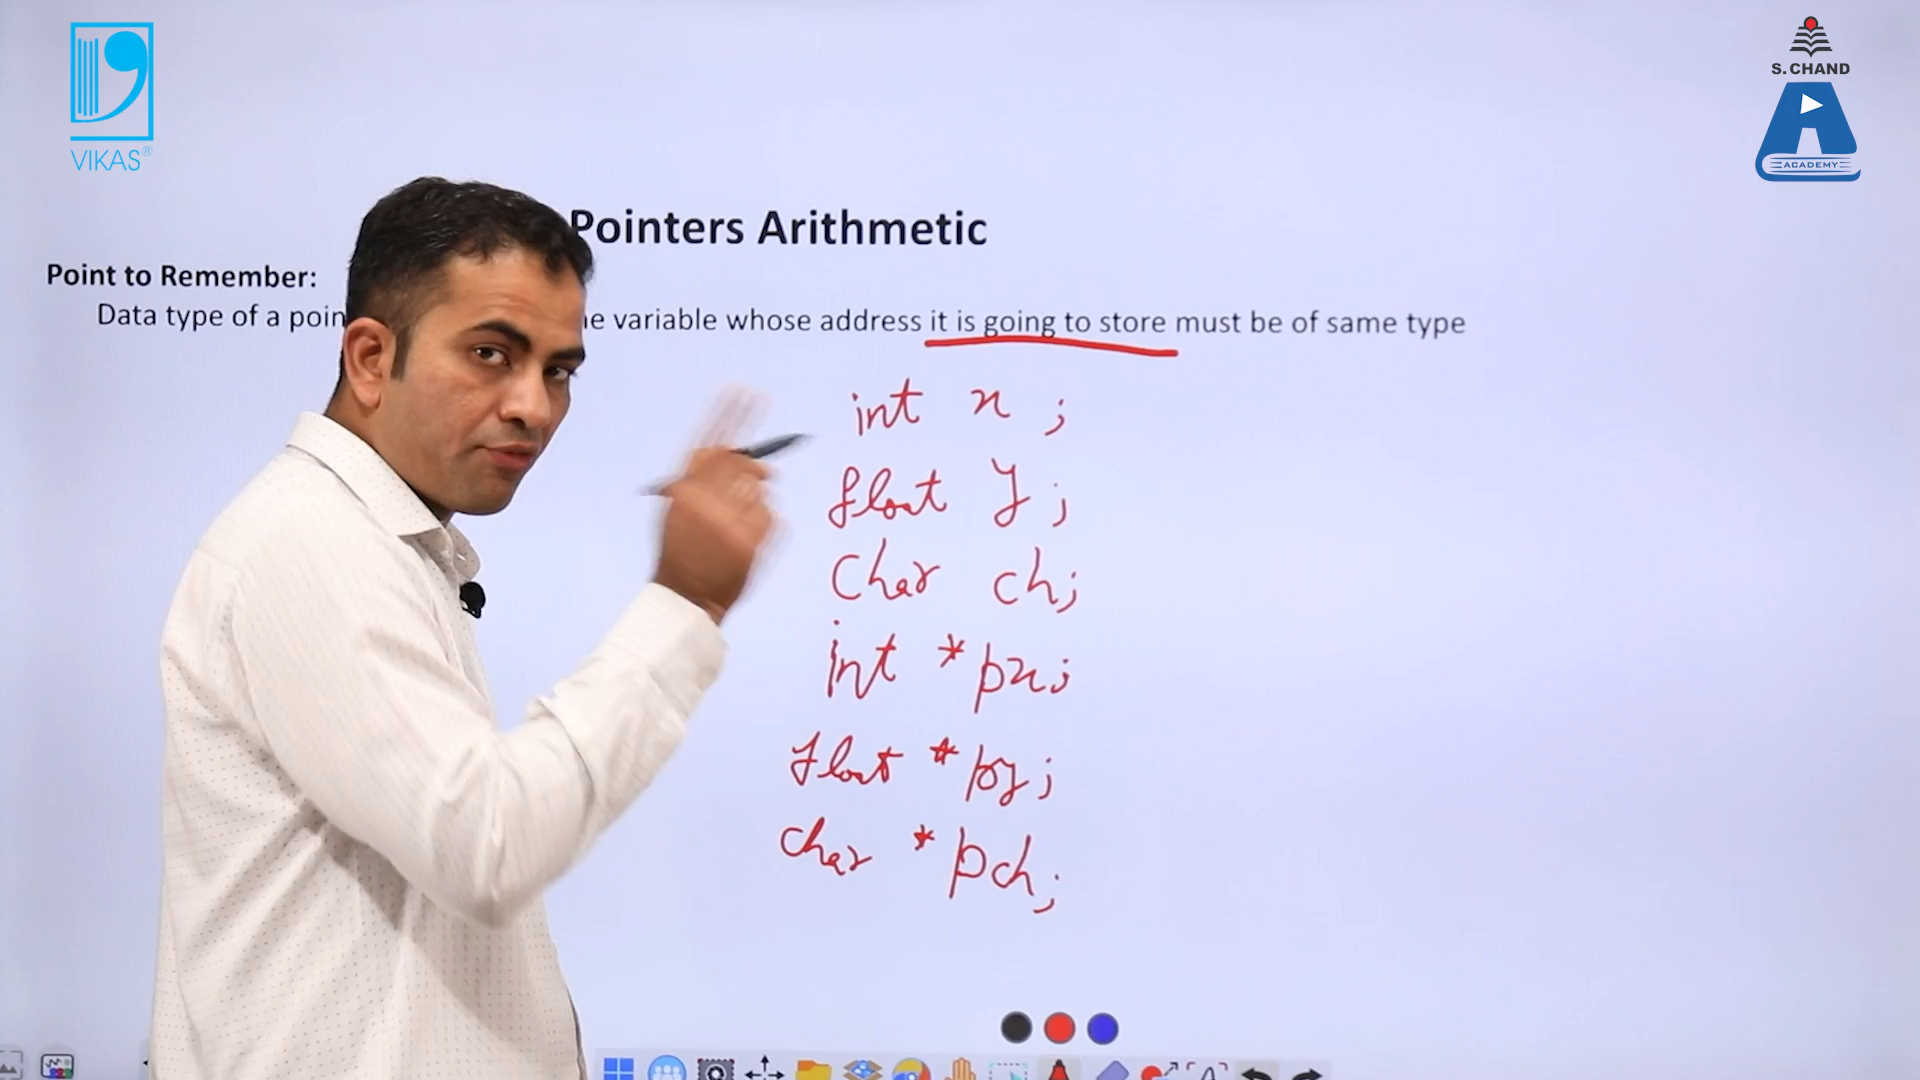 VIKAS®
S. CHAND
ACADEMY
Pointers Arithmetic
Point to Remember:
Data type of a poin e variable whose address it is going to store must be of same type
int x ;
float y ;
Char ch;
int *px;
float *py;
char *pch;